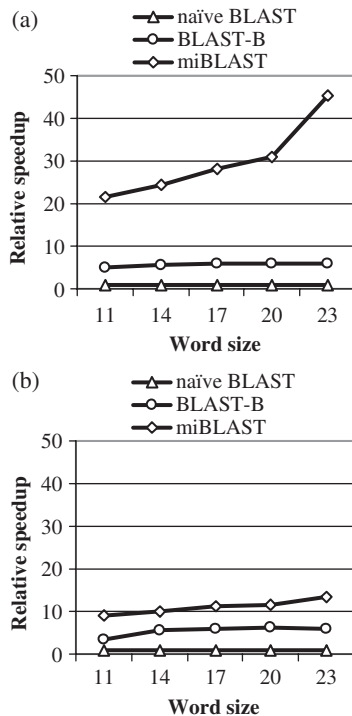 (a)
naïve BLAST
BLAST-B
miBLAST
50
40
30
20
10
0
Relative speedup
11 14 17 20 23
Word size
(b)
naïve BLAST
BLAST-B
miBLAST
50
40
30
20
10
0
Relative speedup
11 14 17 20 23
Word size